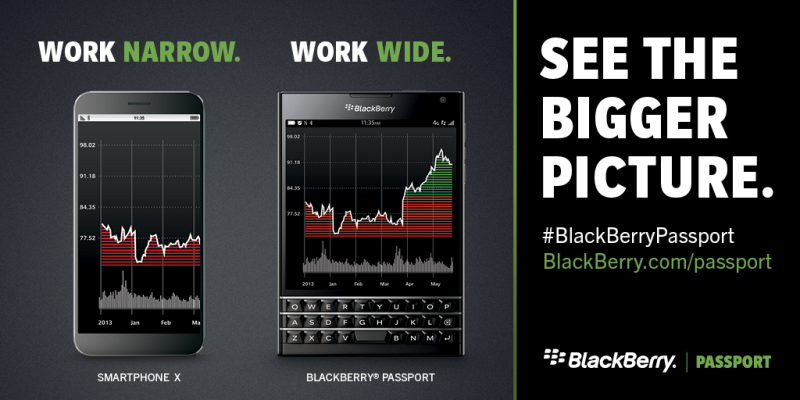 WORK NARROW.
WORK WIDE.
11:35
98.02
91.18
84.35
77.52
2013 Jan Feb Ma
SMARTPHONE X
BlackBerry
11:35PM
4G
98.02
91.18
84.35
77.52
2013 Jan Feb Mar Apr May
Q W E R T Y U I O P
A S D F G H J K L
Z X C V B N M
BLACKBERRY® PASSPORT
SEE THE
BIGGER
PICTURE.
#BlackBerryPassport
BlackBerry.com/passport
BlackBerry. | PASSPORT